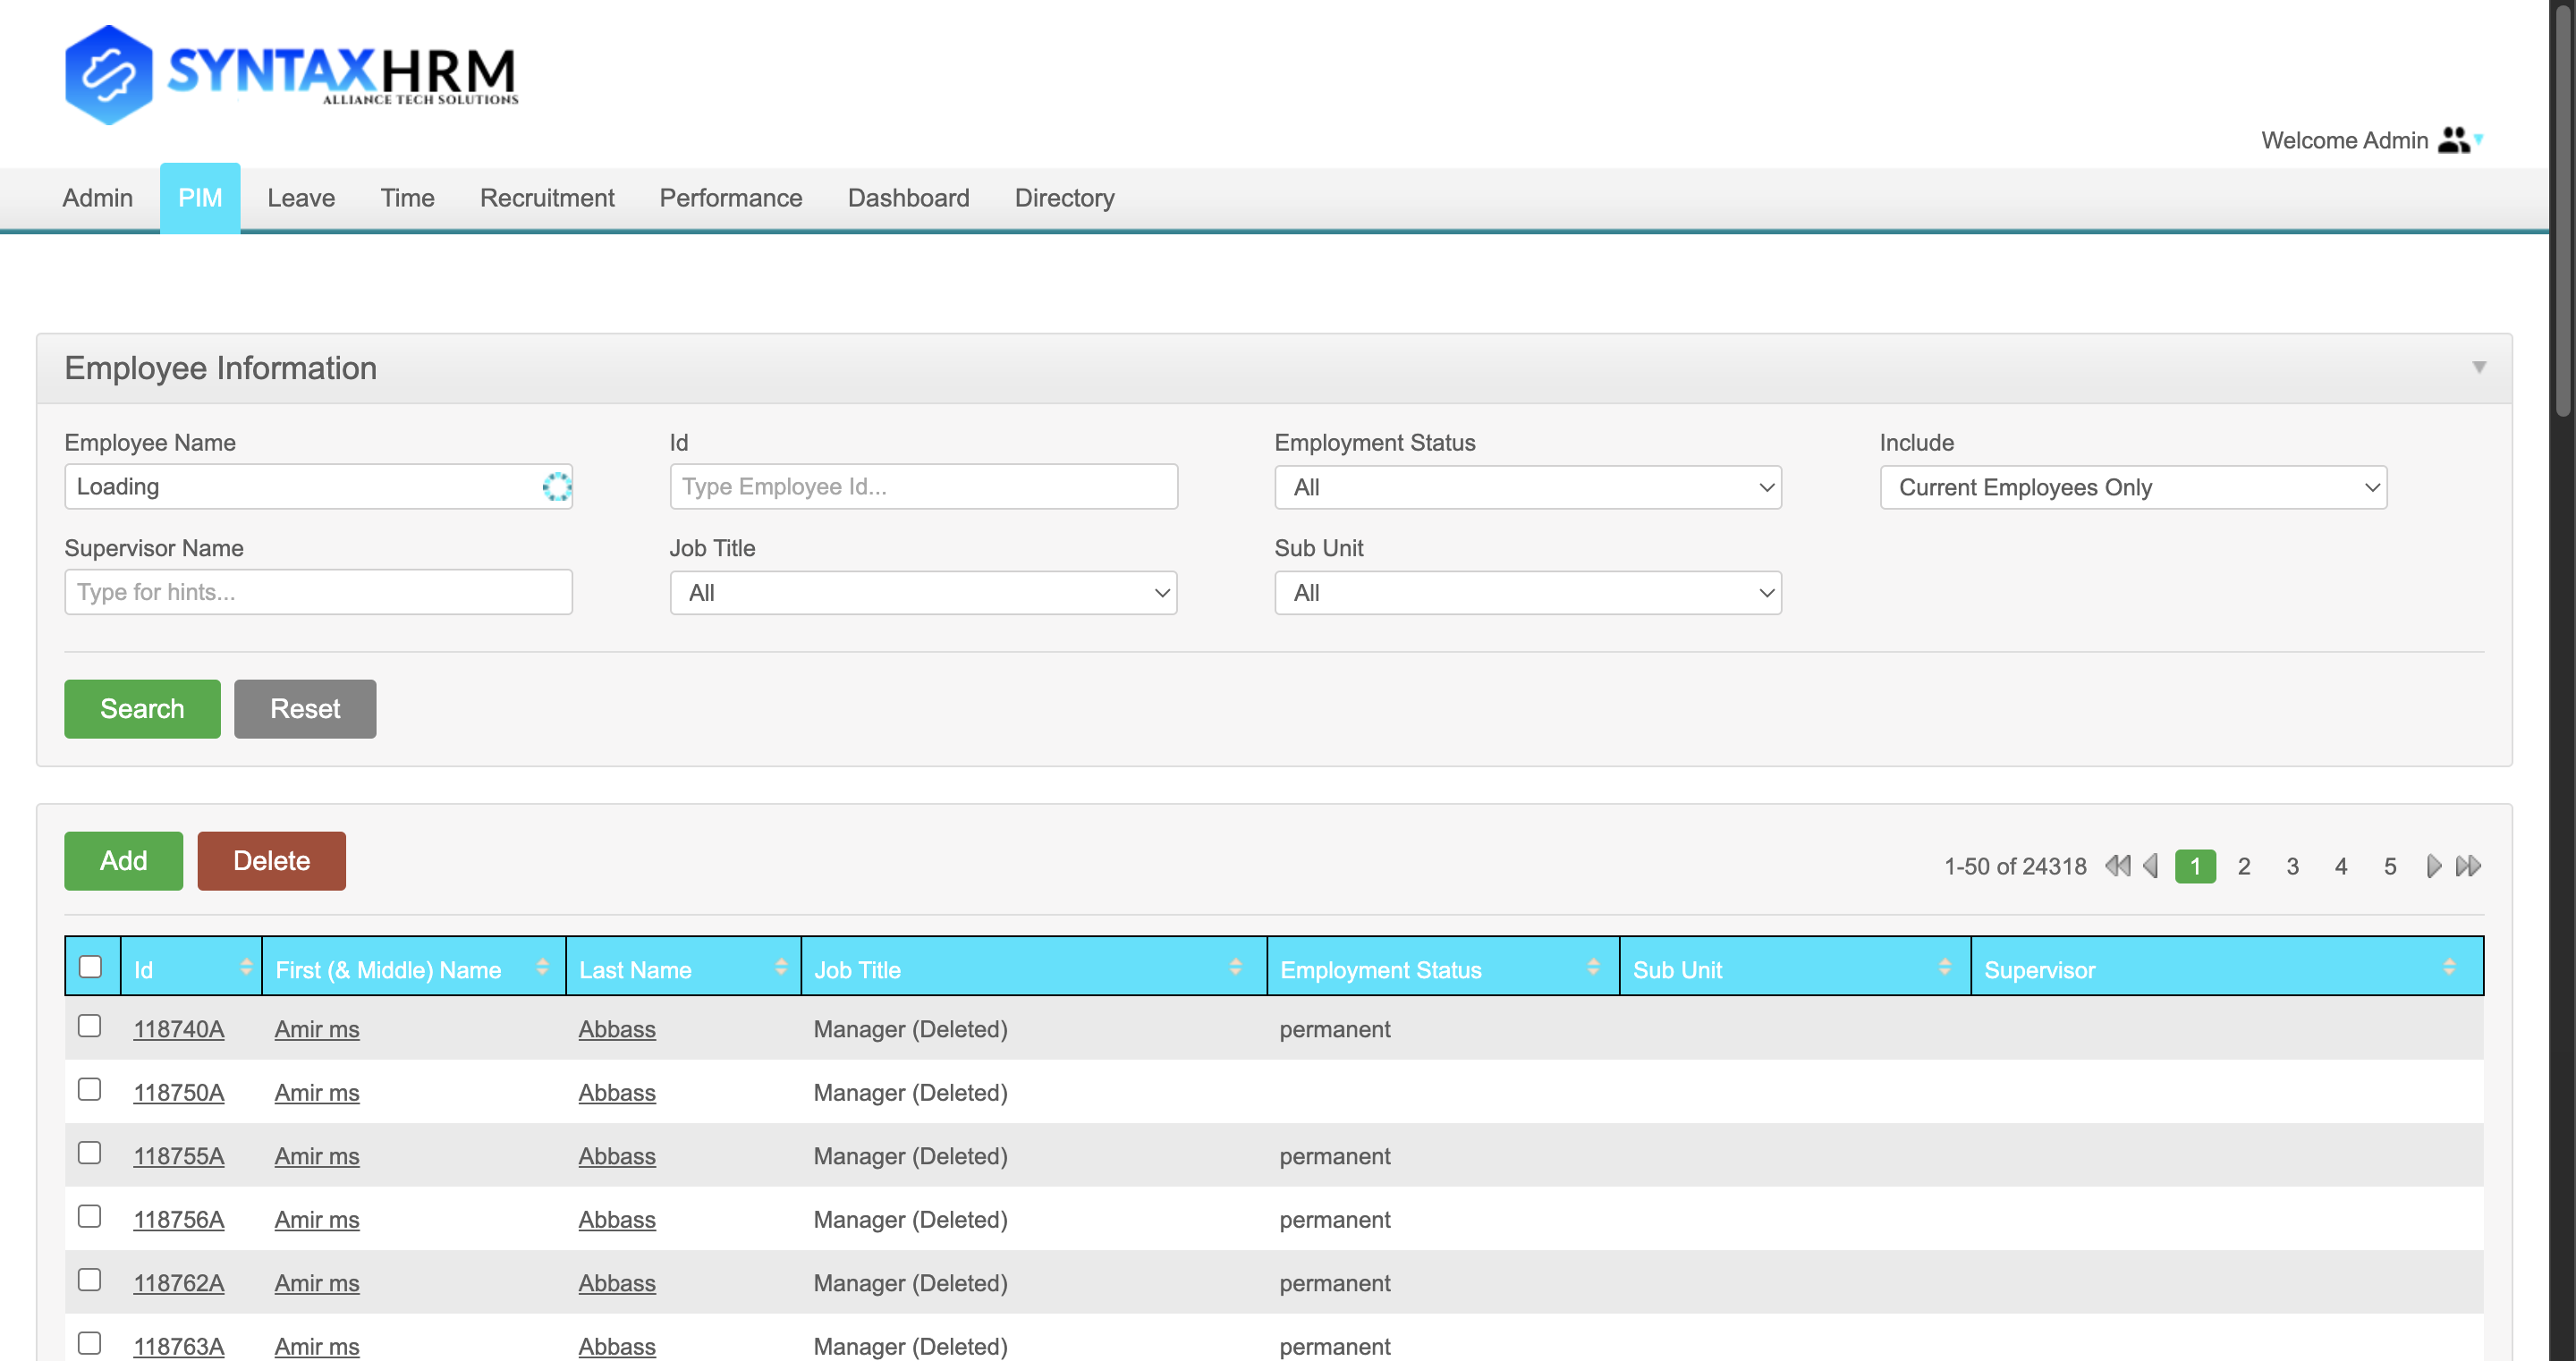 SYNTAXHRM
ALLIANCE TECH SOLUTIONS
Welcome Admin
Admin PIM Leave Time Recruitment Performance Dashboard Directory
Employee Information
Employee Name Id Employment Status Include
Loading Type Employee Id... All Current Employees Only
Supervisor Name Job Title Sub Unit
Type for hints... All All
Search Reset
Add Delete 1-50 of 24318 1 2 3 4 5
Id First (& Middle) Name Last Name Job Title Employment Status Sub Unit Supervisor
118740A Amir ms Abbass Manager (Deleted) permanent
118750A Amir ms Abbass Manager (Deleted)
118755A Amir ms Abbass Manager (Deleted) permanent
118756A Amir ms Abbass Manager (Deleted) permanent
118762A Amir ms Abbass Manager (Deleted) permanent
118763A Amir ms Abbass Manager (Deleted) permanent